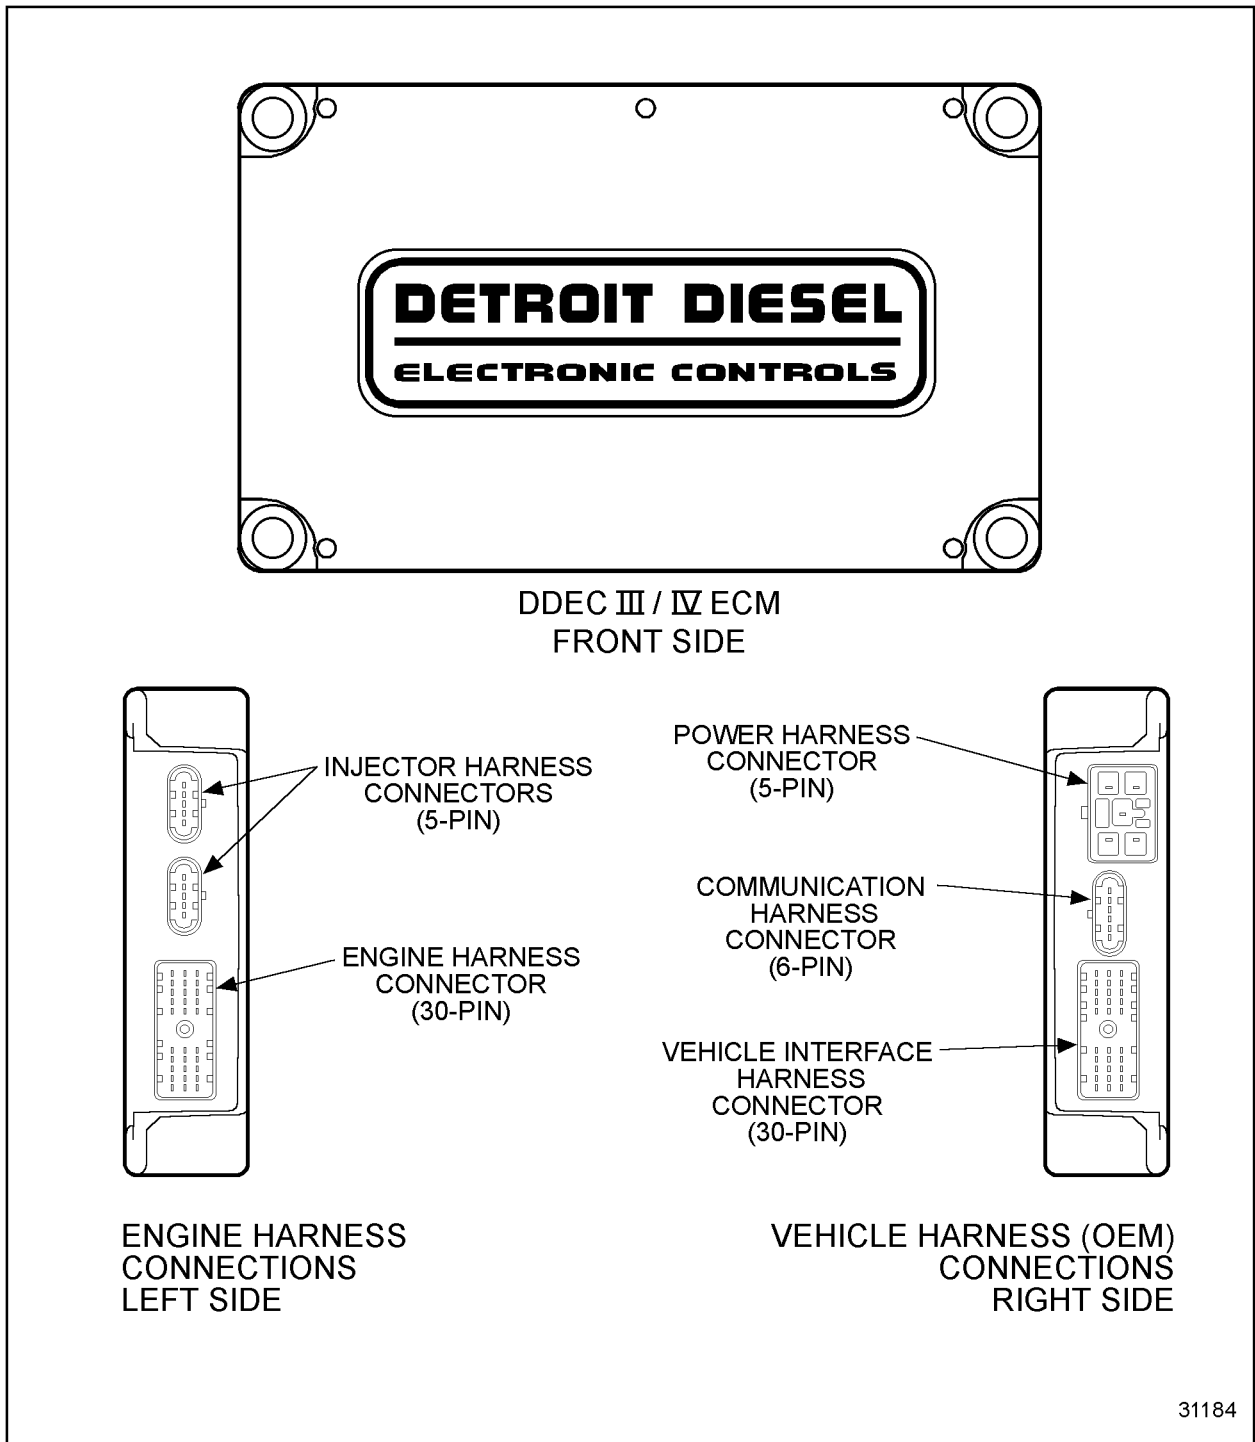 DETROIT DIESEL
ELECTRONIC CONTROLS
DDEC III / IV ECM
FRONT SIDE
INJECTOR HARNESS
CONNECTORS
(5-PIN)
ENGINE HARNESS
CONNECTOR
(30-PIN)
POWER HARNESS
CONNECTOR
(5-PIN)
COMMUNICATION
HARNESS
CONNECTOR
(6-PIN)
VEHICLE INTERFACE
HARNESS
CONNECTOR
(30-PIN)
ENGINE HARNESS
CONNECTIONS
LEFT SIDE
VEHICLE HARNESS (OEM)
CONNECTIONS
RIGHT SIDE
31184